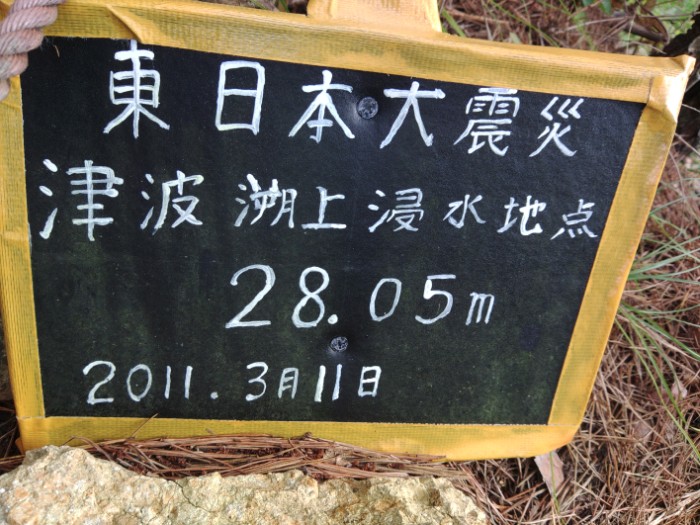 東日本大震災
津波溯上浸水地点
28.05m
2011.3月11日